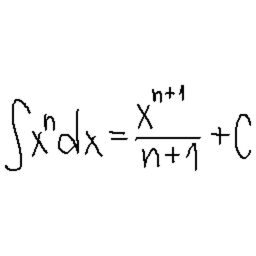 ∫xⁿdx = xⁿ⁺¹/(n+1) + C